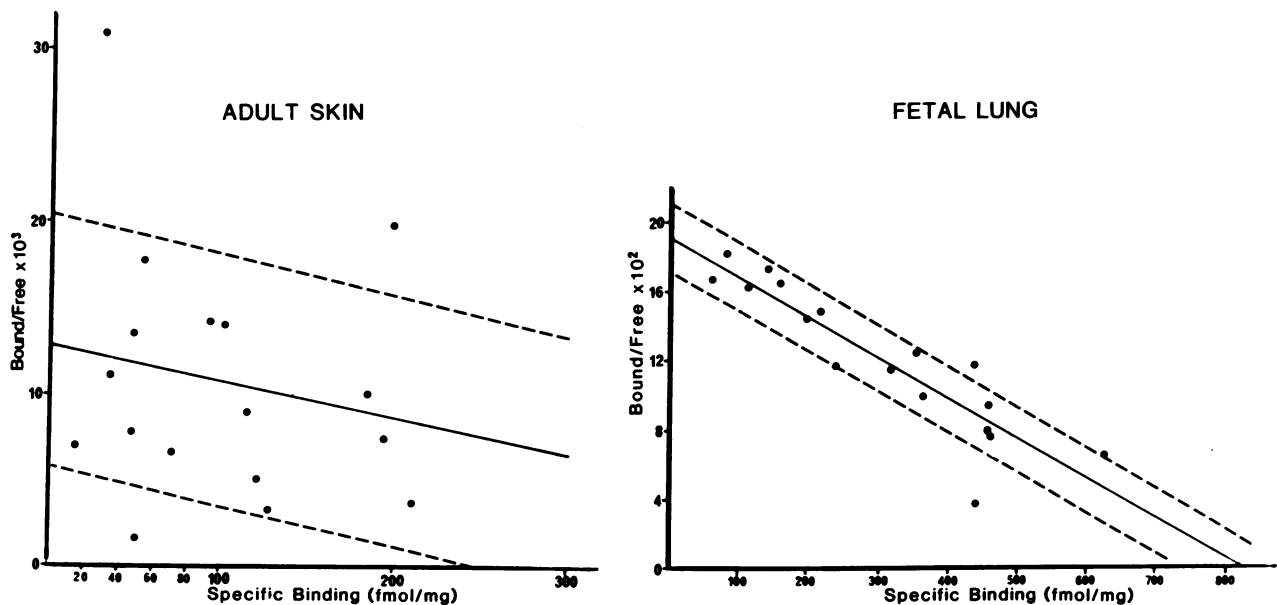 ADULT SKIN
Bound/Free x10³
30
20
10
0
20 40 60 80 100 200 300
Specific Binding (fmol/mg)
FETAL LUNG
Bound/Free x10²
20
16
12
8
4
0
100 200 300 400 500 600 700 800
Specific Binding (fmol/mg)